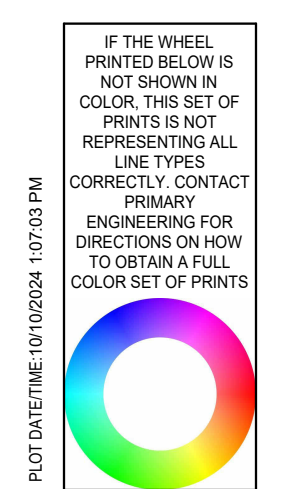 IF THE WHEEL
PRINTED BELOW IS
NOT SHOWN IN
COLOR, THIS SET OF
PRINTS IS NOT
REPRESENTING ALL
LINE TYPES
CORRECTLY. CONTACT
PRIMARY
ENGINEERING FOR
DIRECTIONS ON HOW
TO OBTAIN A FULL
COLOR SET OF PRINTS
PLOT DATE/TIME:10/10/2024 1:07:03 PM